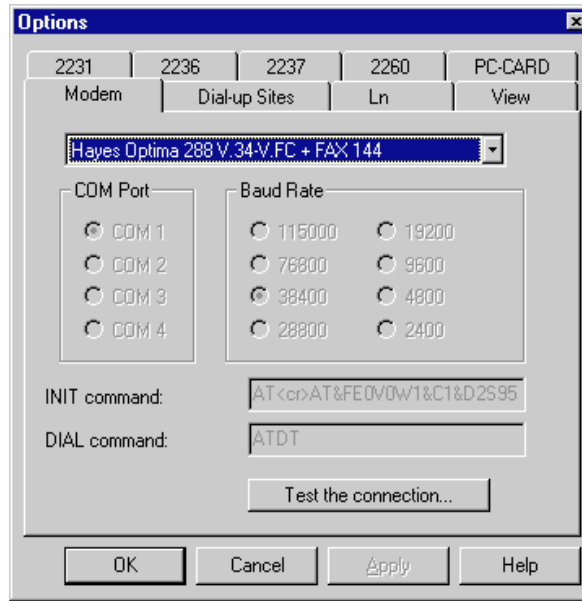 Options
2231 2236 2237 2260 PC-CARD
Modem Dial-up Sites Ln View
Hayes Optima 288 V.34-V.FC + FAX 144
COM Port Baud Rate
COM 1 115000 19200
COM 2 76800 9600
COM 3 38400 4800
COM 4 28800 2400
INIT command: AT<cr>AT&FE0V0W1&C1&D2S95
DIAL command: ATDT
Test the connection...
OK Cancel Apply Help